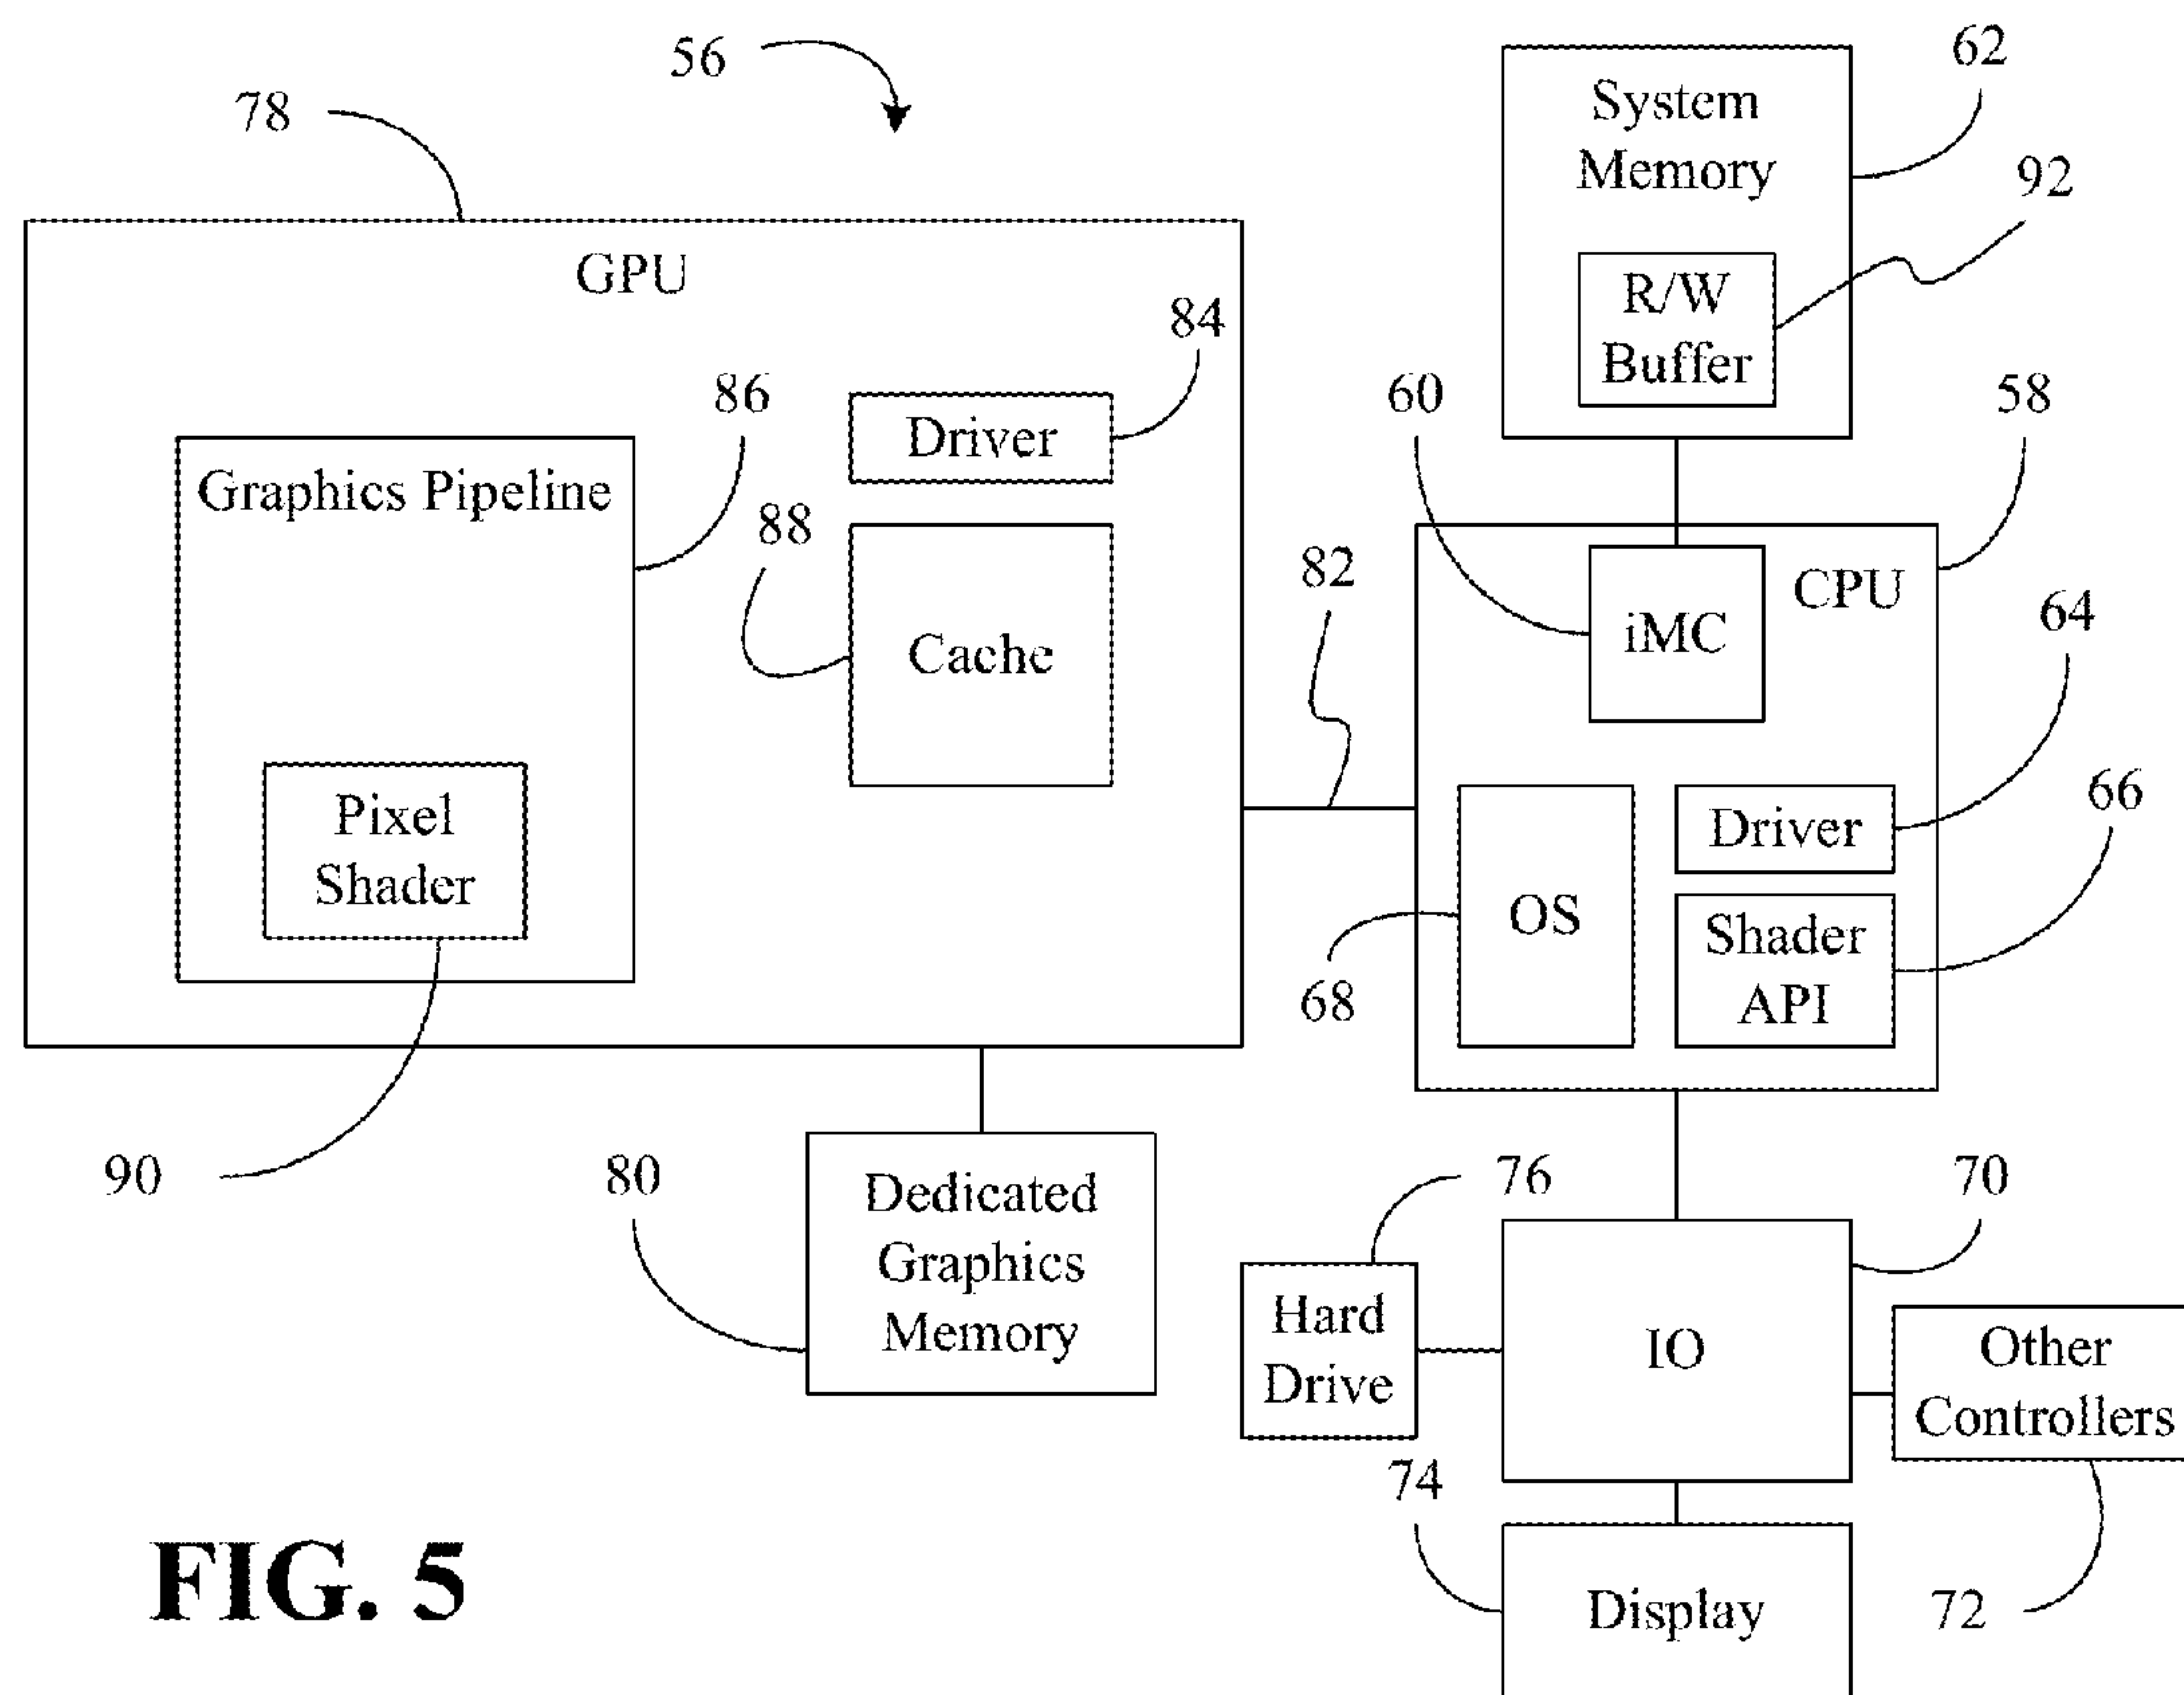 56
78
62
System
Memory
92
GPU
R/W
Buffer
84
86
60
58
Driver
Graphics Pipeline
88
82
CPU
iMC
64
Cache
66
Pixel
Shader
Driver
OS
Shader
API
68
90
80
Dedicated
Graphics
Memory
76
70
Hard
Drive
IO
Other
Controllers
74
FIG. 5
Display
72